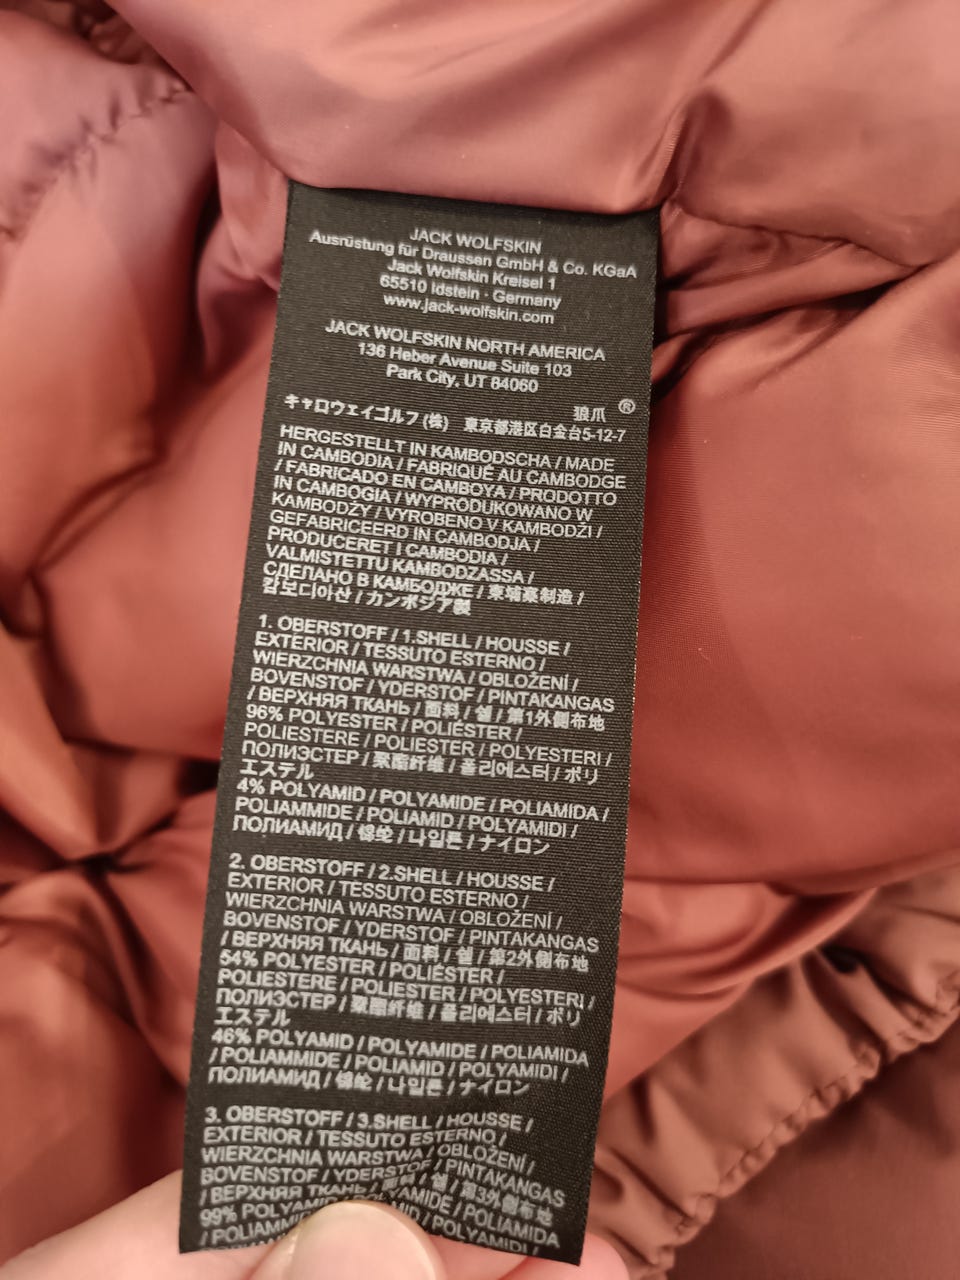 JACK WOLFSKIN
Ausrüstung für Draussen GmbH & Co. KGaA
Jack Wolfskin Kreisel 1
65510 Idstein · Germany
www.jack-wolfskin.com
JACK WOLFSKIN NORTH AMERICA
136 Heber Avenue Suite 103
Park City, UT 84060
狼爪 ®
キャロウェイゴルフ (株) 東京都港区白金台5-12-7
HERGESTELLT IN KAMBODSCHA / MADE
IN CAMBODIA / FABRIQUÉ AU CAMBODGE
/ FABRICADO EN CAMBOYA / PRODOTTO
IN CAMBOGIA / WYPRODUKOWANO W
KAMBODŻY / VYROBENO V KAMBODŽI /
GEFABRICEERD IN CAMBODJA /
PRODUCERET I CAMBODIA /
VALMISTETTU KAMBODZASSA /
СДЕЛАНО В КАМБОДЖЕ / 柬埔寨制造 /
캄보디아산 / カンボジア製
1. OBERSTOFF / 1.SHELL / HOUSSE /
EXTERIOR / TESSUTO ESTERNO /
WIERZCHNIA WARSTWA / OBLOŽENÍ /
BOVENSTOF / YDERSTOF / PINTAKANGAS
/ ВЕРХНЯЯ ТКАНЬ / 面料 / 쉘 / 第1外側布地
96% POLYESTER / POLIÉSTER /
POLIESTERE / POLIESTER / POLYESTERI /
ПОЛИЭСТЕР / 聚酯纤维 / 폴리에스터 / ポリ
エステル
4% POLYAMID / POLYAMIDE / POLIAMIDA /
POLIAMMIDE / POLIAMID / POLYAMIDI /
ПОЛИАМИД / 锦纶 / 나일론 / ナイロン
2. OBERSTOFF / 2.SHELL / HOUSSE /
EXTERIOR / TESSUTO ESTERNO /
WIERZCHNIA WARSTWA / OBLOŽENÍ /
BOVENSTOF / YDERSTOF / PINTAKANGAS
/ ВЕРХНЯЯ ТКАНЬ / 面料 / 쉘 / 第2外側布地
54% POLYESTER / POLIÉSTER /
POLIESTERE / POLIESTER / POLYESTERI /
ПОЛИЭСТЕР / 聚酯纤维 / 폴리에스터 / ポリ
エステル
46% POLYAMID / POLYAMIDE / POLIAMIDA
/ POLIAMMIDE / POLIAMID / POLYAMIDI /
ПОЛИАМИД / 锦纶 / 나일론 / ナイロン
3. OBERSTOFF / 3.SHELL / HOUSSE /
EXTERIOR / TESSUTO ESTERNO /
WIERZCHNIA WARSTWA / OBLOŽENÍ /
BOVENSTOF / YDERSTOF / PINTAKANGAS
/ ВЕРХНЯЯ ТКАНЬ / 面料 / 쉘 / 第3外側布地
99% POLYAMID / POLYAMIDE / POLIAMIDA
/ POLYAMIDI /